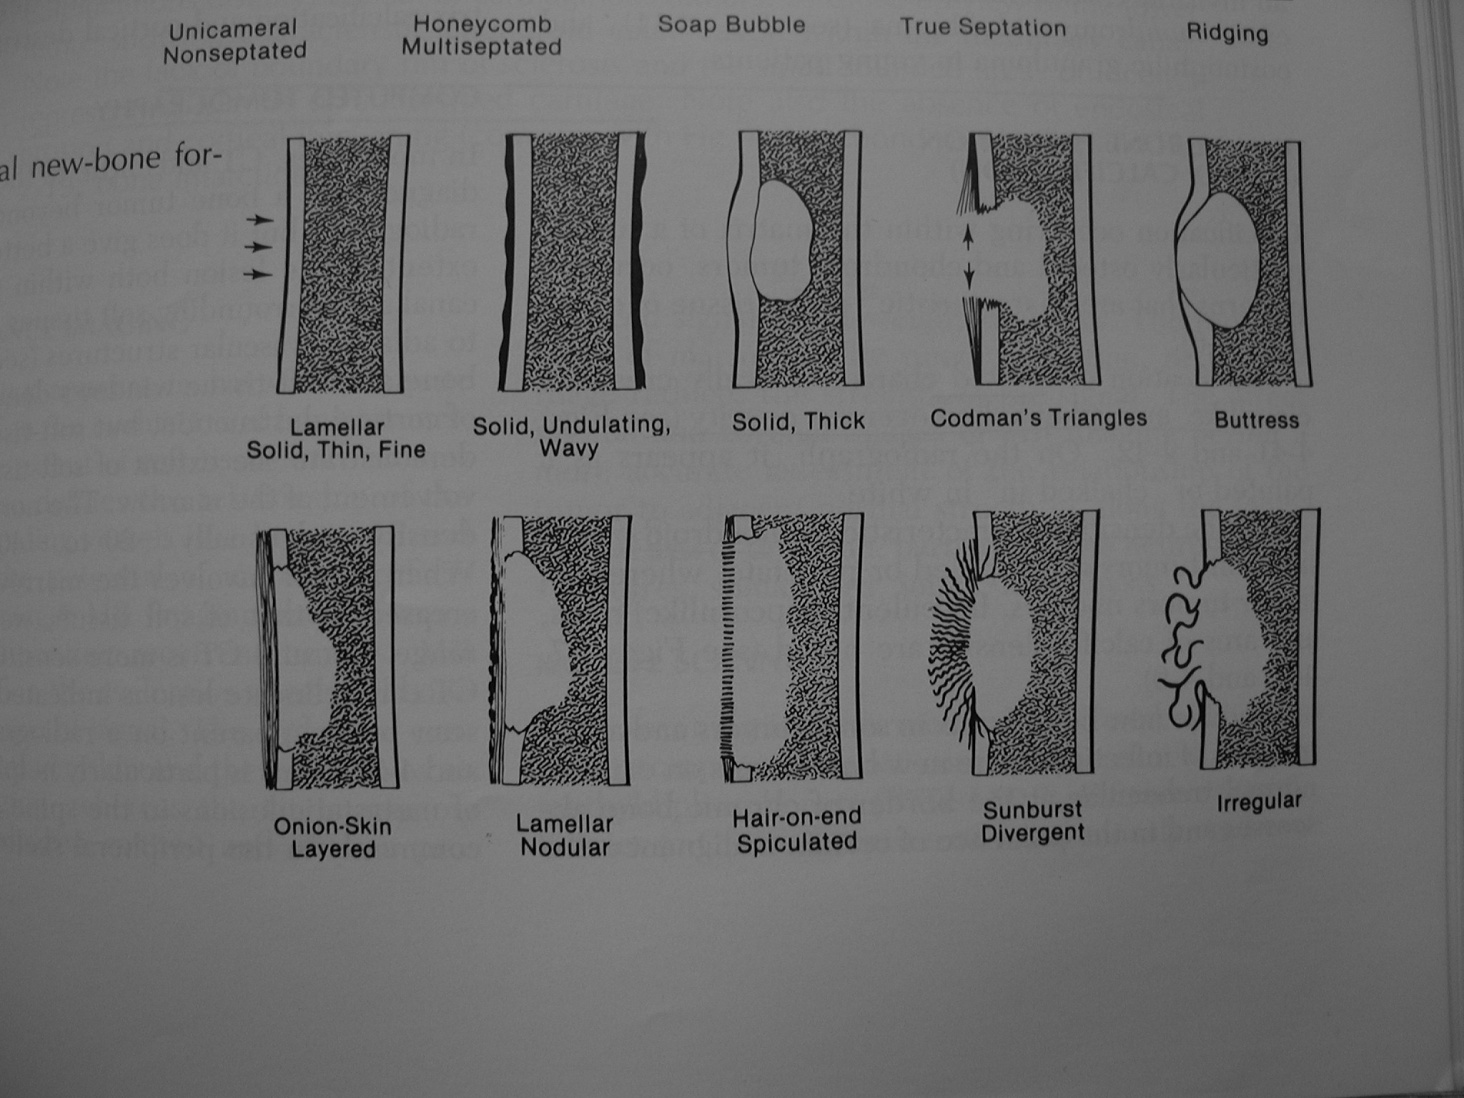 Unicameral
Nonseptated
Honeycomb
Multiseptated
Soap Bubble
True Septation
Ridging
al new-bone for-
Lamellar
Solid, Thin, Fine
Solid, Undulating,
Wavy
Solid, Thick
Codman's Triangles
Buttress
Onion-Skin
Layered
Lamellar
Nodular
Hair-on-end
Spiculated
Sunburst
Divergent
Irregular